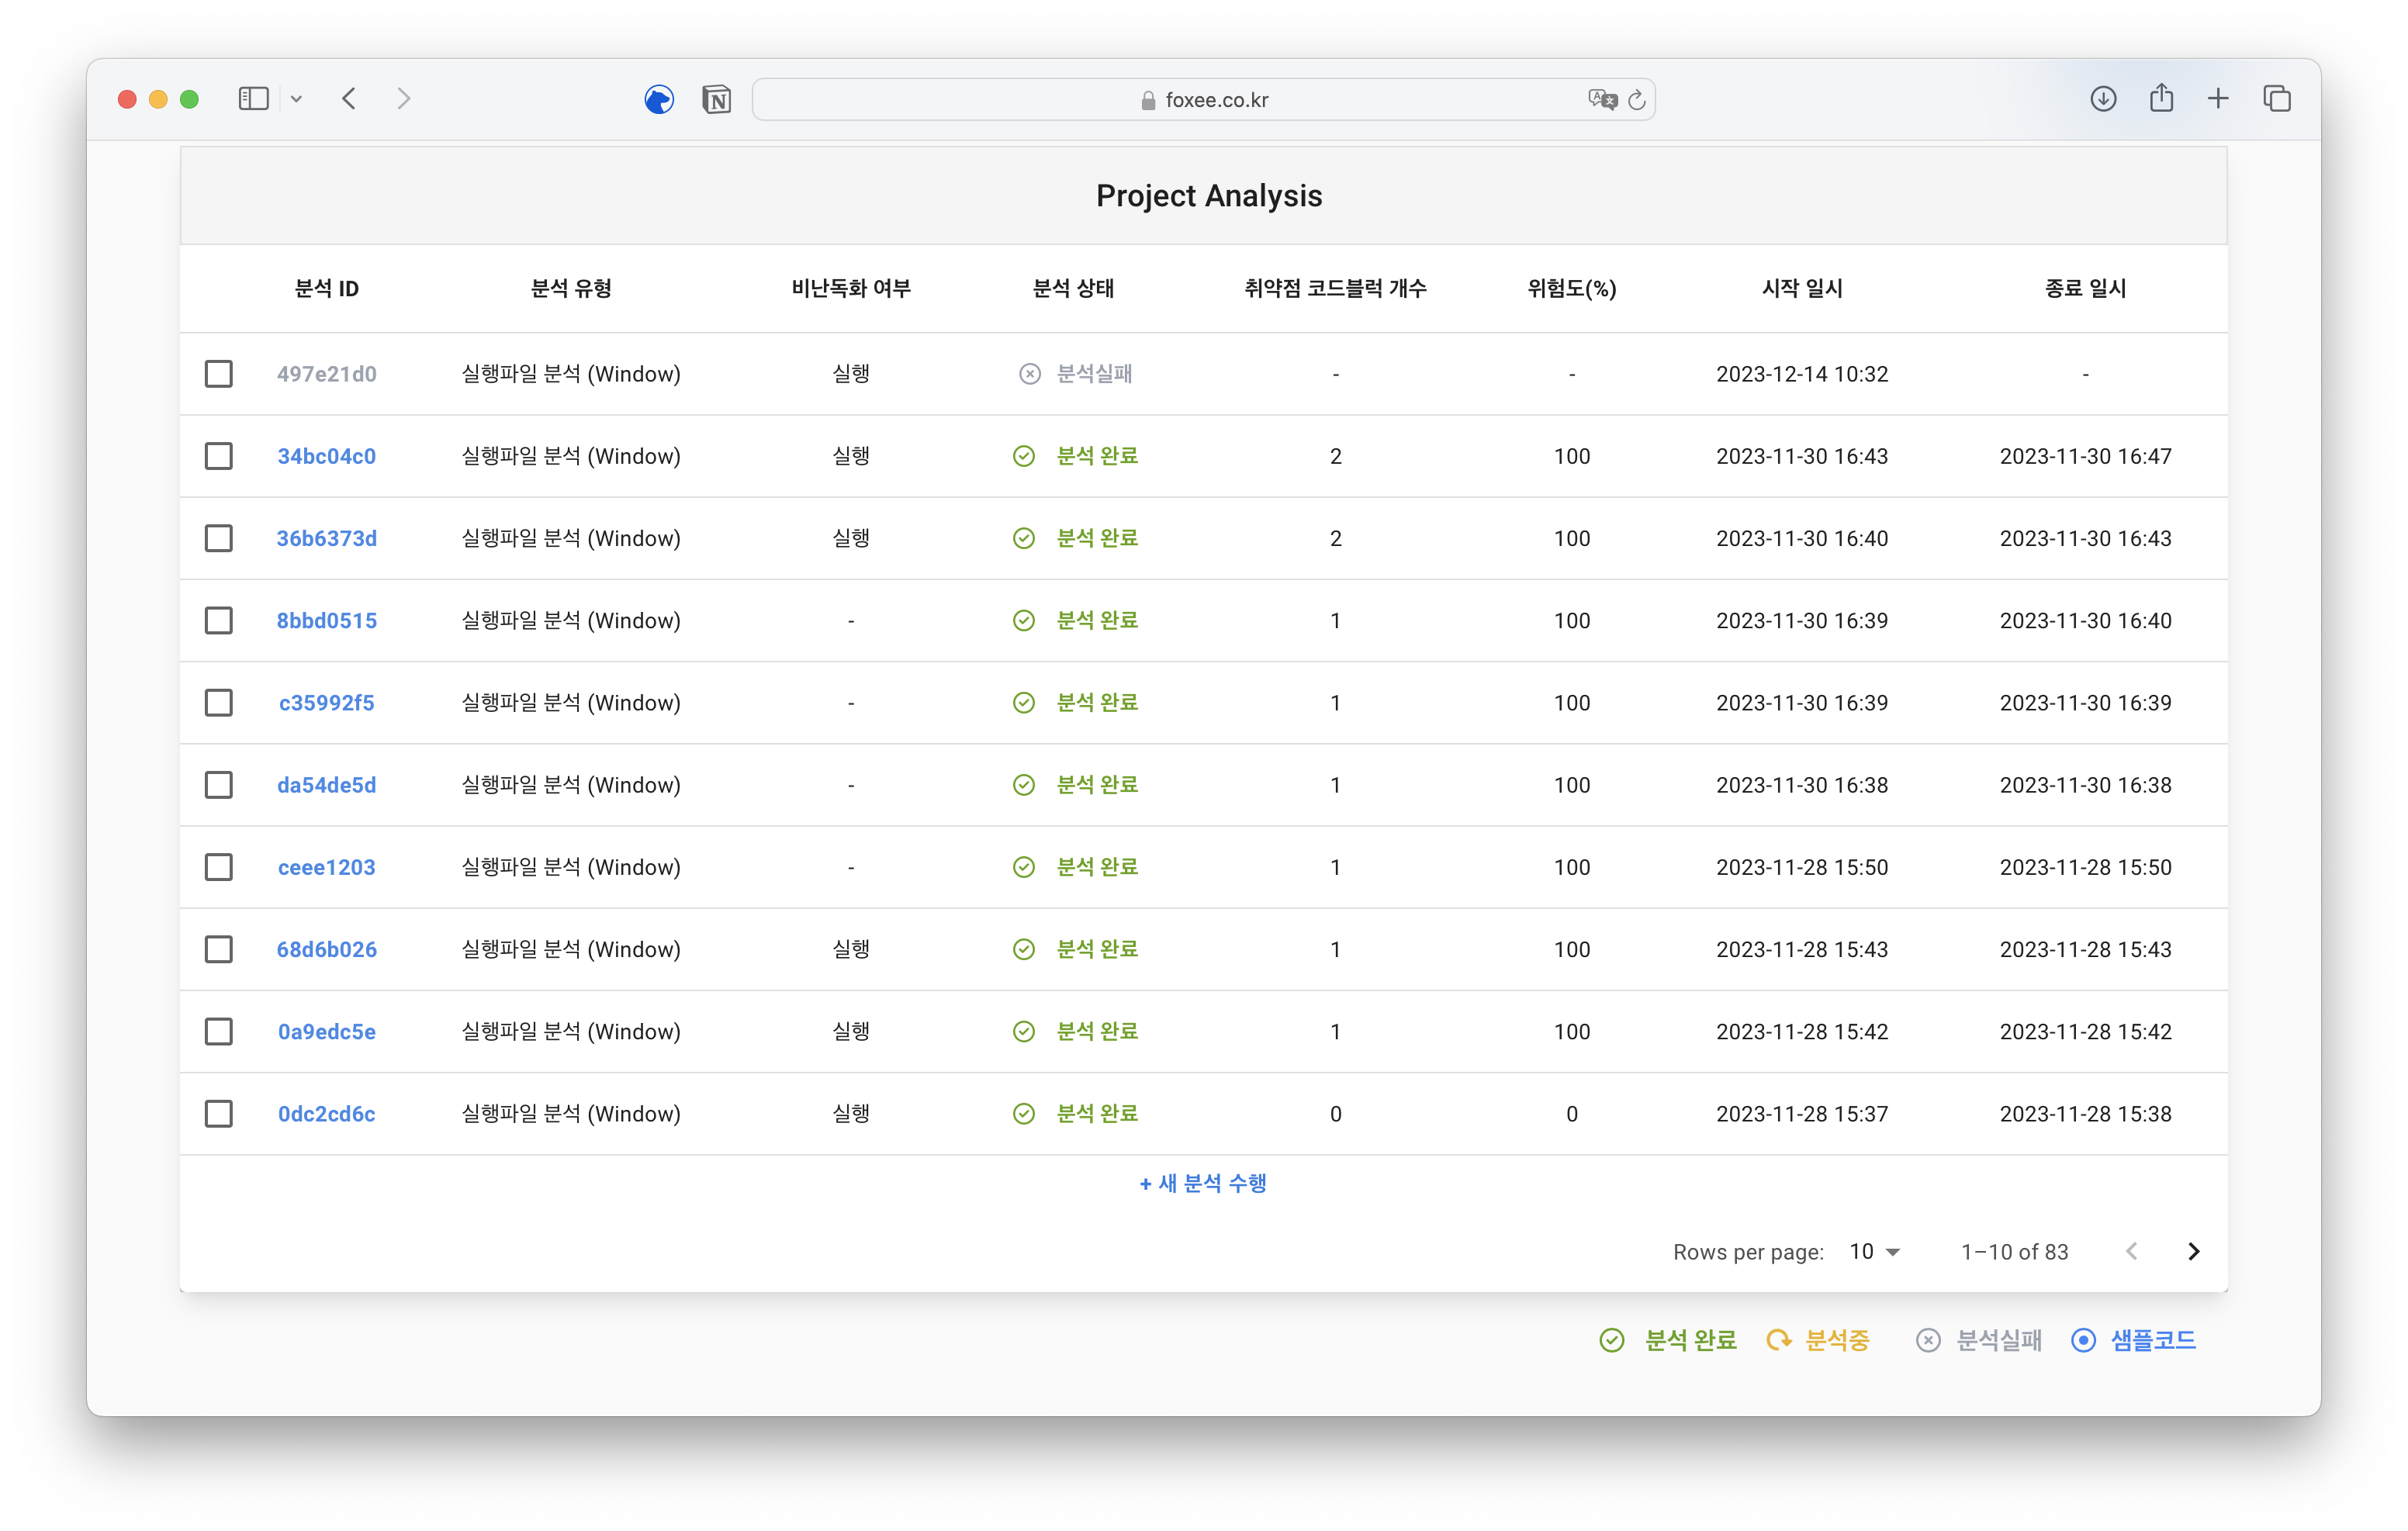 foxee.co.kr
Project Analysis
분석 ID 분석 유형 비난독화 여부 분석 상태 취약점 코드블럭 개수 위험도(%) 시작 일시 종료 일시
497e21d0 실행파일 분석 (Window) 실행 분석실패 - - 2023-12-14 10:32 -
34bc04c0 실행파일 분석 (Window) 실행 분석 완료 2 100 2023-11-30 16:43 2023-11-30 16:47
36b6373d 실행파일 분석 (Window) 실행 분석 완료 2 100 2023-11-30 16:40 2023-11-30 16:43
8bbd0515 실행파일 분석 (Window) - 분석 완료 1 100 2023-11-30 16:39 2023-11-30 16:40
c35992f5 실행파일 분석 (Window) - 분석 완료 1 100 2023-11-30 16:39 2023-11-30 16:39
da54de5d 실행파일 분석 (Window) - 분석 완료 1 100 2023-11-30 16:38 2023-11-30 16:38
ceee1203 실행파일 분석 (Window) - 분석 완료 1 100 2023-11-28 15:50 2023-11-28 15:50
68d6b026 실행파일 분석 (Window) 실행 분석 완료 1 100 2023-11-28 15:43 2023-11-28 15:43
0a9edc5e 실행파일 분석 (Window) 실행 분석 완료 1 100 2023-11-28 15:42 2023-11-28 15:42
0dc2cd6c 실행파일 분석 (Window) 실행 분석 완료 0 0 2023-11-28 15:37 2023-11-28 15:38
+ 새 분석 수행
Rows per page: 10 1–10 of 83
분석 완료 분석중 분석실패 샘플코드